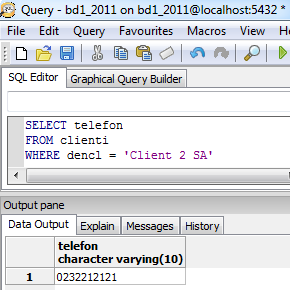 Query - bd1_2011 on bd1_2011@localhost:5432 *
File Edit Query Favourites Macros View Help
SQL Editor Graphical Query Builder
SELECT telefon
FROM clienti
WHERE dencl = 'Client 2 SA'
Output pane
Data Output Explain Messages History
telefon
character varying(10)
1 0232212121